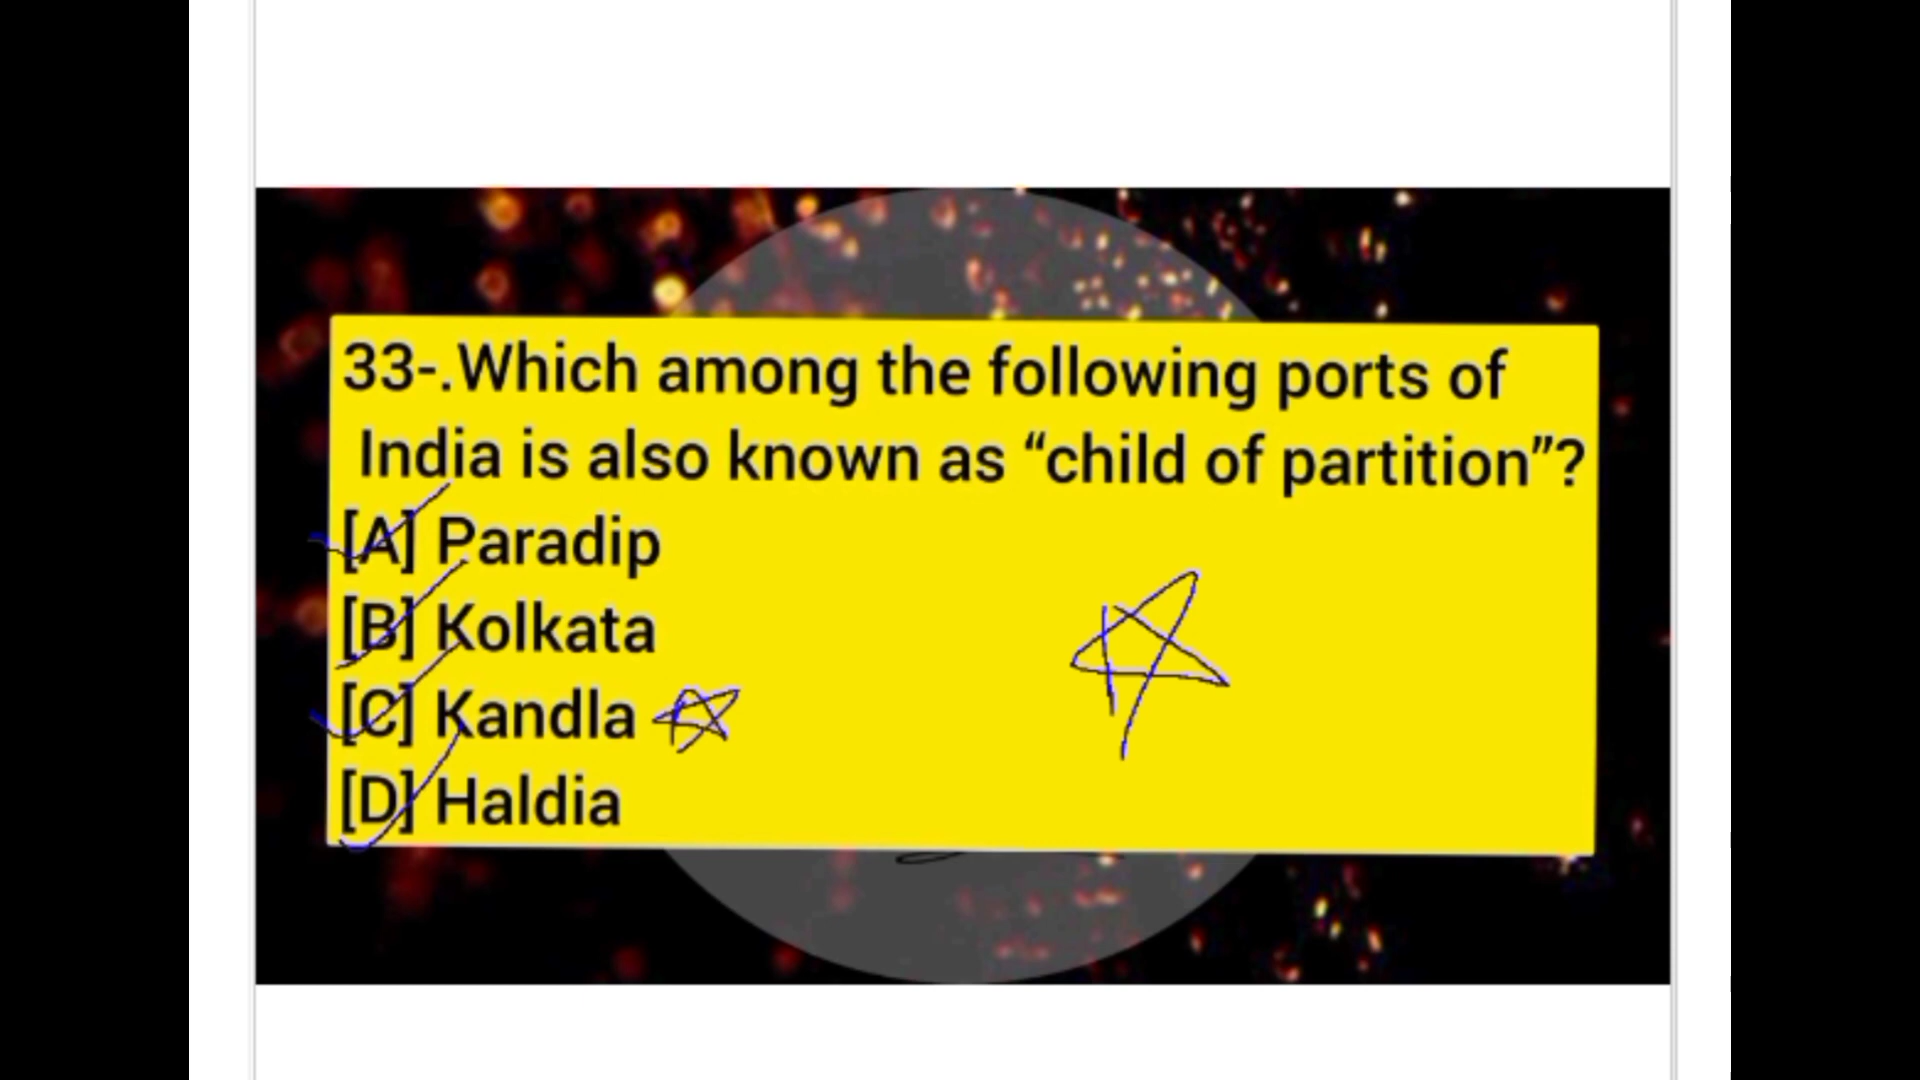 33-.Which among the following ports of
India is also known as “child of partition”?
[A] Paradip
[B] Kolkata
[C] Kandla
[D] Haldia